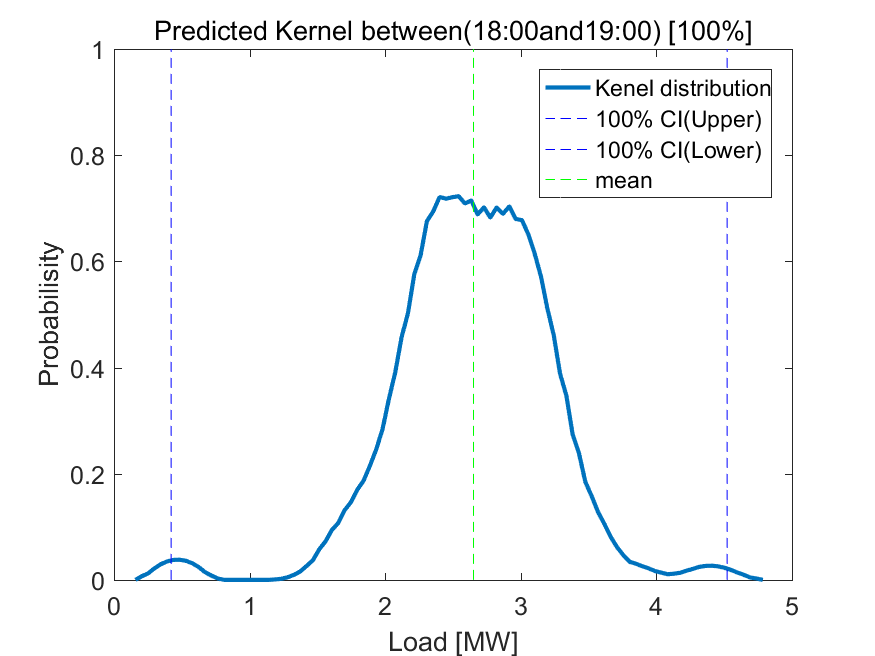 Predicted Kernel between(18:00and19:00) [100%]
1
0.8
0.6
0.4
0.2
0
Probabilisity
Kenel distribution
100% CI(Upper)
100% CI(Lower)
mean
0 1 2 3 4 5
Load [MW]